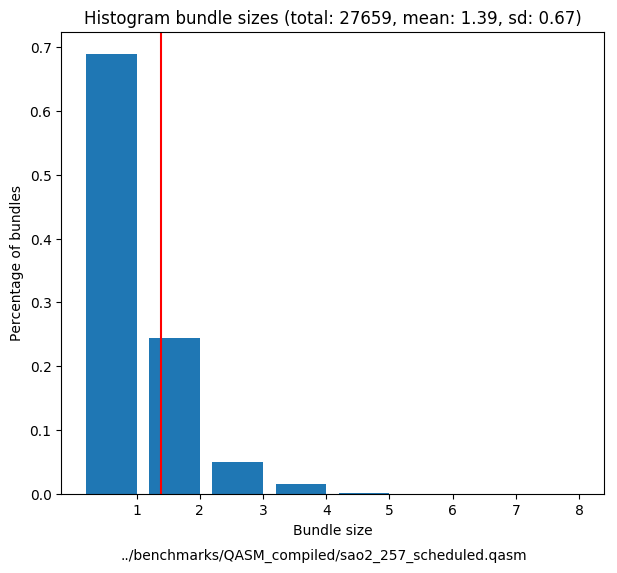 Histogram bundle sizes (total: 27659, mean: 1.39, sd: 0.67)
0.7
0.6
0.5
0.4
0.3
0.2
0.1
0.0
Percentage of bundles
1 2 3 4 5 6 7 8
Bundle size
../benchmarks/QASM_compiled/sao2_257_scheduled.qasm